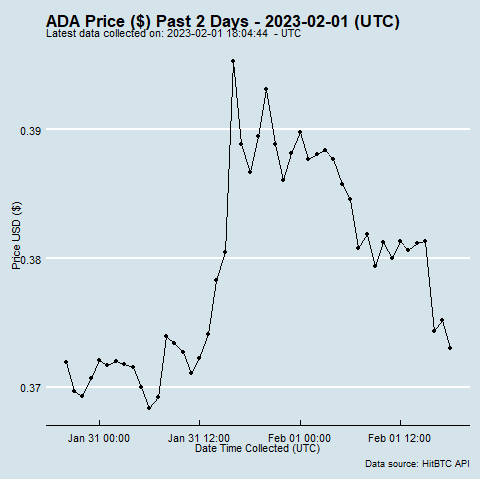 ADA Price ($) Past 2 Days - 2023-02-01 (UTC)
Latest data collected on: 2023-02-01 18:04:44 - UTC
0.39
0.38
0.37
Price USD ($)
Jan 31 00:00 Jan 31 12:00 Feb 01 00:00 Feb 01 12:00
Date Time Collected (UTC)
Data source: HitBTC API